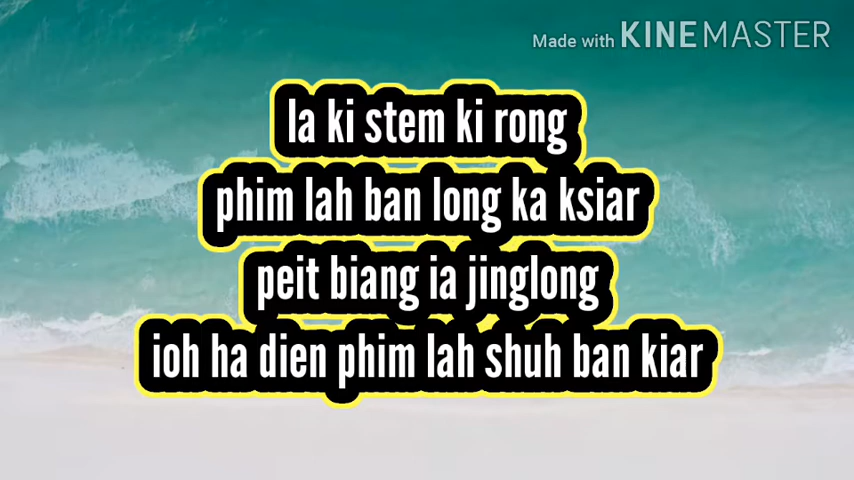 Made with KINEMASTER
la ki stem ki rong
phim lah ban long ka ksiar
peit biang ia jinglong
ioh ha dien phim lah shuh ban kiar